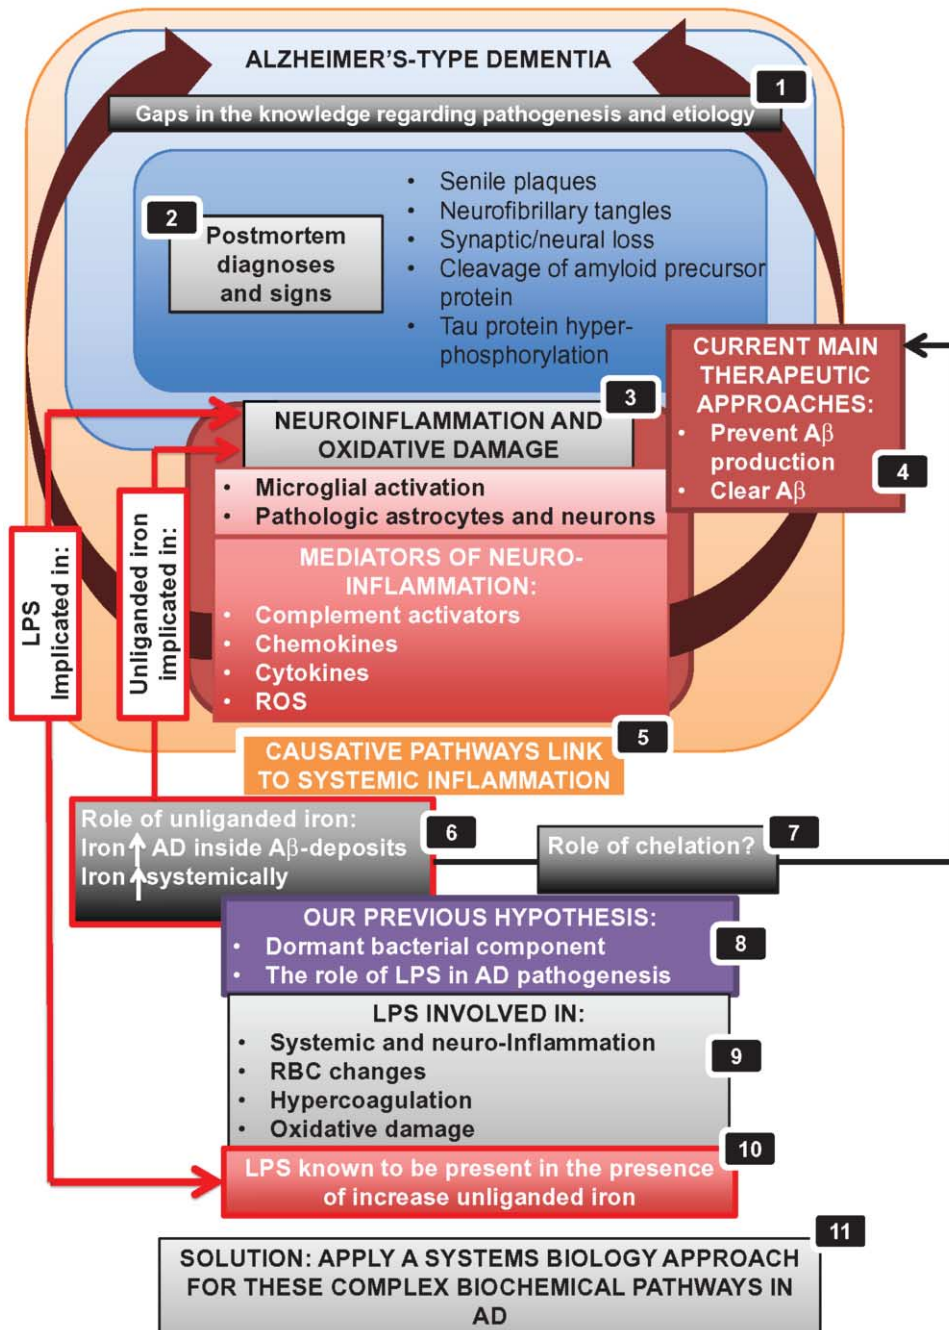 ALZHEIMER'S-TYPE DEMENTIA
1
Gaps in the knowledge regarding pathogenesis and etiology
2
Postmortem
diagnoses
and signs
• Senile plaques
• Neurofibrillary tangles
• Synaptic/neural loss
• Cleavage of amyloid precursor
protein
• Tau protein hyper-
phosphorylation
CURRENT MAIN
THERAPEUTIC
APPROACHES:
• Prevent Aβ
production
• Clear Aβ
4
3
NEUROINFLAMMATION AND
OXIDATIVE DAMAGE
• Microglial activation
• Pathologic astrocytes and neurons
MEDIATORS OF NEURO-
INFLAMMATION:
• Complement activators
• Chemokines
• Cytokines
• ROS
LPS
Implicated in:
Unliganded iron
implicated in:
5
CAUSATIVE PATHWAYS LINK
TO SYSTEMIC INFLAMMATION
Role of unliganded iron:
Iron ↑ AD inside Aβ-deposits
Iron ↑ systemically
6
Role of chelation?
7
OUR PREVIOUS HYPOTHESIS:
• Dormant bacterial component
• The role of LPS in AD pathogenesis
8
LPS INVOLVED IN:
• Systemic and neuro-Inflammation
• RBC changes
• Hypercoagulation
• Oxidative damage
9
10
LPS known to be present in the presence
of increase unliganded iron
11
SOLUTION: APPLY A SYSTEMS BIOLOGY APPROACH
FOR THESE COMPLEX BIOCHEMICAL PATHWAYS IN
AD